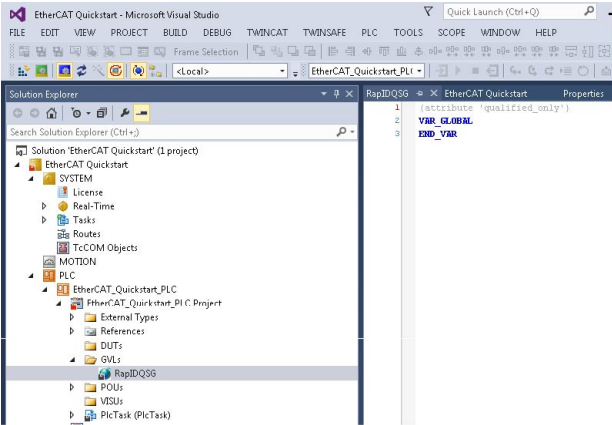 EtherCAT Quickstart - Microsoft Visual Studio
Quick Launch (Ctrl+Q)
FILE EDIT VIEW PROJECT BUILD DEBUG TWINCAT TWINSAFE PLC TOOLS SCOPE WINDOW HELP
Frame Selection
<Local> EtherCAT_Quickstart_PLC
Solution Explorer
RapIDQSG EtherCAT Quickstart Properties
Search Solution Explorer (Ctrl+;)
1 {attribute 'qualified_only'}
2 VAR_GLOBAL
3 END_VAR
Solution 'EtherCAT Quickstart' (1 project)
EtherCAT Quickstart
SYSTEM
License
Real-Time
Tasks
Routes
TcCOM Objects
MOTION
PLC
EtherCAT_Quickstart_PLC
EtherCAT_Quickstart_PLC Project
External Types
References
DUTs
GVLs
RapIDQSG
POUs
VISUs
PlcTask (PlcTask)